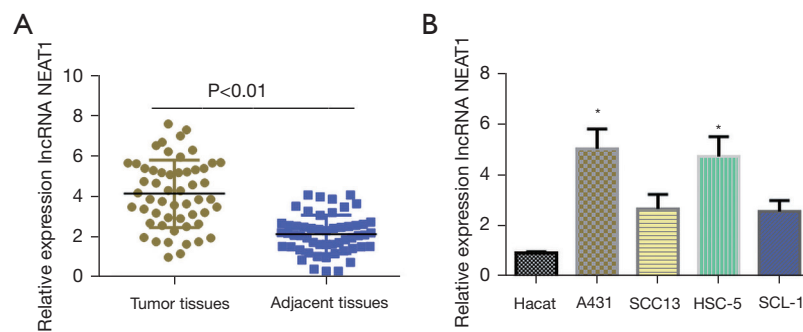 A
Relative expression lncRNA NEAT1
10
8
6
4
2
0
P<0.01
Tumor tissues
Adjacent tissues
B
Relative expression lncRNA NEAT1
8
6
4
2
0
*
*
Hacat
A431
SCC13
HSC-5
SCL-1